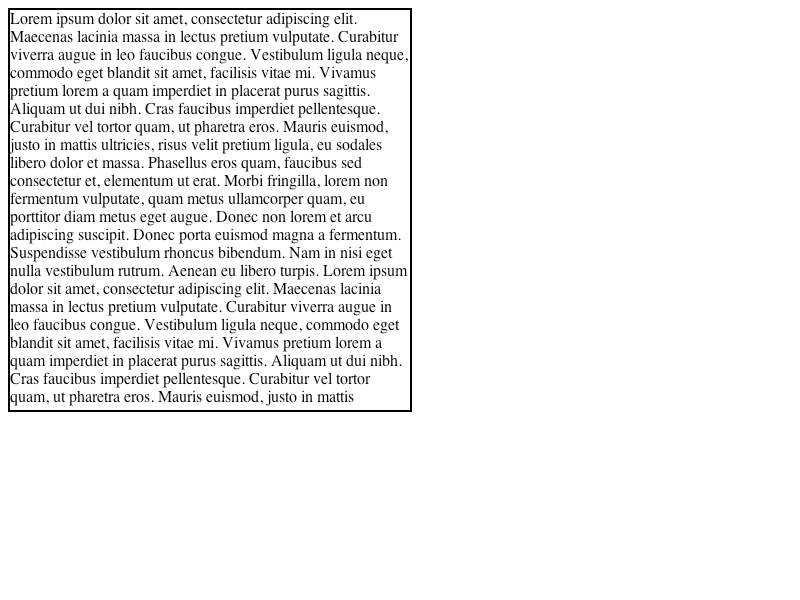 Lorem ipsum dolor sit amet, consectetur adipiscing elit.
Maecenas lacinia massa in lectus pretium vulputate. Curabitur
viverra augue in leo faucibus congue. Vestibulum ligula neque,
commodo eget blandit sit amet, facilisis vitae mi. Vivamus
pretium lorem a quam imperdiet in placerat purus sagittis.
Aliquam ut dui nibh. Cras faucibus imperdiet pellentesque.
Curabitur vel tortor quam, ut pharetra eros. Mauris euismod,
justo in mattis ultricies, risus velit pretium ligula, eu sodales
libero dolor et massa. Phasellus eros quam, faucibus sed
consectetur et, elementum ut erat. Morbi fringilla, lorem non
fermentum vulputate, quam metus ullamcorper quam, eu
porttitor diam metus eget augue. Donec non lorem et arcu
adipiscing suscipit. Donec porta euismod magna a fermentum.
Suspendisse vestibulum rhoncus bibendum. Nam in nisi eget
nulla vestibulum rutrum. Aenean eu libero turpis. Lorem ipsum
dolor sit amet, consectetur adipiscing elit. Maecenas lacinia
massa in lectus pretium vulputate. Curabitur viverra augue in
leo faucibus congue. Vestibulum ligula neque, commodo eget
blandit sit amet, facilisis vitae mi. Vivamus pretium lorem a
quam imperdiet in placerat purus sagittis. Aliquam ut dui nibh.
Cras faucibus imperdiet pellentesque. Curabitur vel tortor
quam, ut pharetra eros. Mauris euismod, justo in mattis